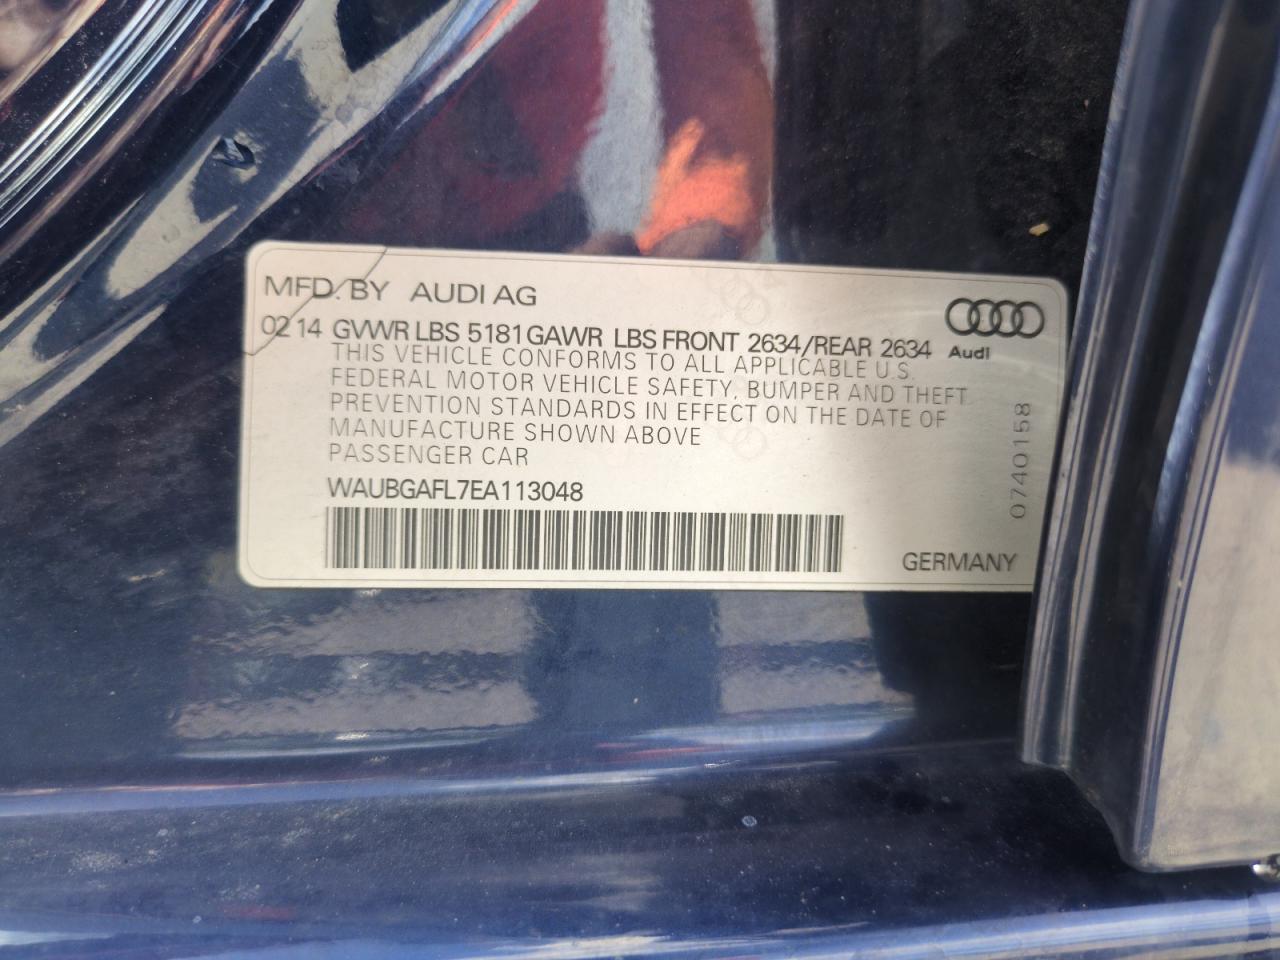 MFD. BY AUDI AG
02 14 GVWR LBS 5181 GAWR LBS FRONT 2634/REAR 2634
Audi
THIS VEHICLE CONFORMS TO ALL APPLICABLE U.S.
FEDERAL MOTOR VEHICLE SAFETY, BUMPER AND THEFT
PREVENTION STANDARDS IN EFFECT ON THE DATE OF
MANUFACTURE SHOWN ABOVE
PASSENGER CAR
WAUBGAFL7EA113048
0740158
GERMANY